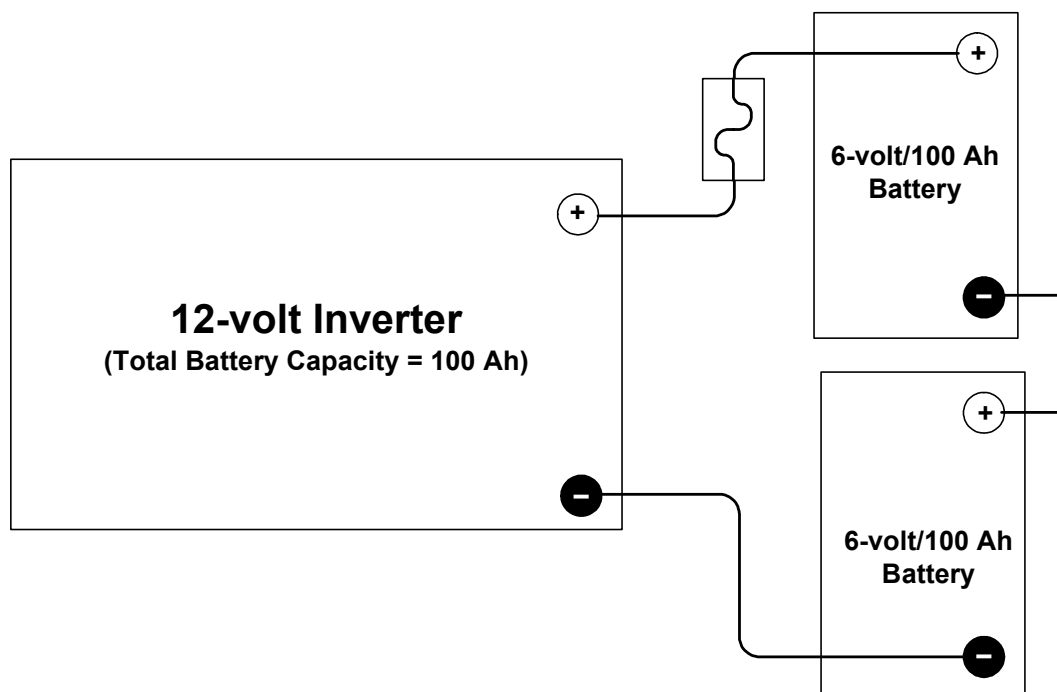 +
6-volt/100 Ah
Battery
+
−
12-volt Inverter
(Total Battery Capacity = 100 Ah)
+
−
6-volt/100 Ah
Battery
−